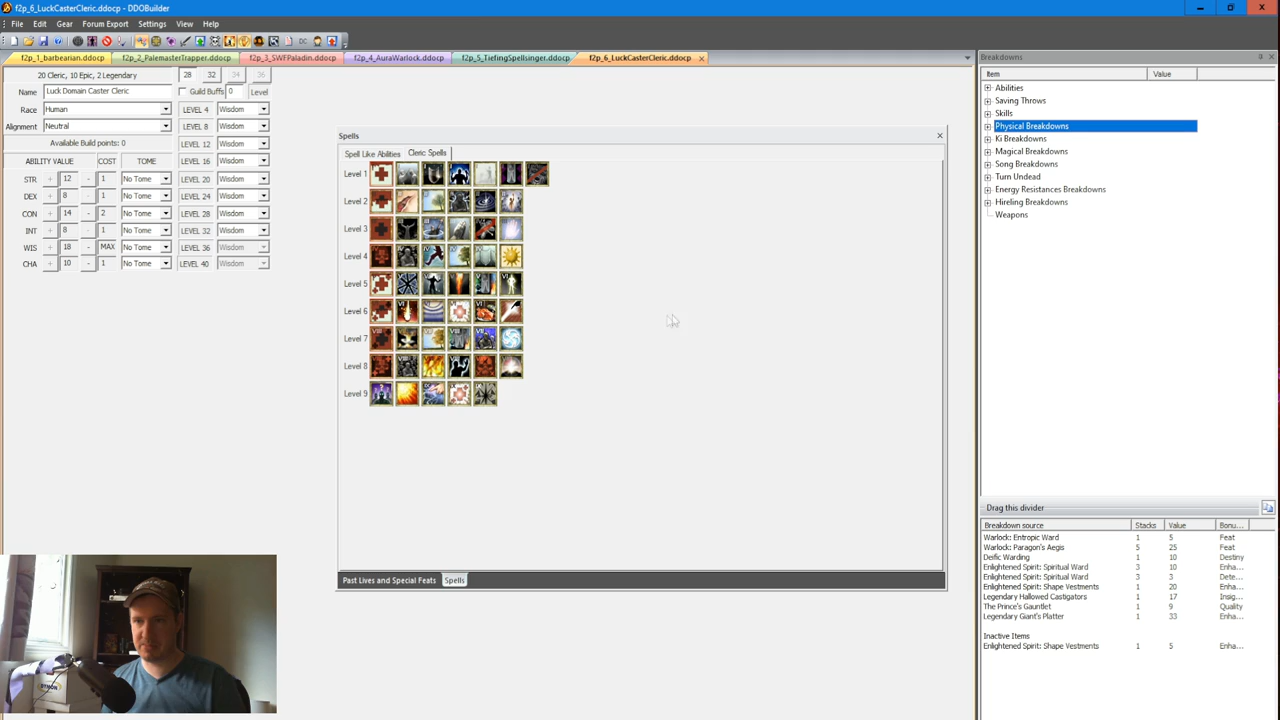 f2p_6_LuckCasterCleric.ddocp - DDOBuilder
File Edit Gear Forum Export Settings View Help
f2p_1_barbearian.ddocp f2p_2_PalemasterTrapper.ddocp f2p_3_SWFPaladin.ddocp f2p_4_AuraWarlock.ddocp f2p_5_TiefingSpellsinger.ddocp f2p_6_LuckCasterCleric.ddocp x
20 Cleric, 10 Epic, 2 Legendary 28 32 34 36
Name Luck Domain Caster Cleric Guild Buffs 0 Level
Race Human LEVEL 4 Wisdom
Alignment Neutral LEVEL 8 Wisdom
Available Build points: 0 LEVEL 12 Wisdom
ABILITY VALUE COST TOME LEVEL 16 Wisdom
STR + 12 - 1 No Tome LEVEL 20 Wisdom
DEX + 8 - 1 No Tome LEVEL 24 Wisdom
CON + 14 - 2 No Tome LEVEL 28 Wisdom
INT + 8 - 1 No Tome LEVEL 32 Wisdom
WIS + 18 - MAX No Tome LEVEL 36 Wisdom
CHA + 10 - 1 No Tome LEVEL 40 Wisdom
Spells
Spell Like Abilities Cleric Spells
Level 1
Level 2
Level 3
Level 4
Level 5
Level 6
Level 7
Level 8
Level 9
Past Lives and Special Feats Spells
Breakdowns
Item Value
Abilities
Saving Throws
Skills
Physical Breakdowns
Ki Breakdowns
Magical Breakdowns
Song Breakdowns
Turn Undead
Energy Resistances Breakdowns
Hireling Breakdowns
Weapons
Drag this divider
Breakdown source Stacks Value Bonu...
Warlock: Entropic Ward 1 5 Feat
Warlock: Paragon's Aegis 5 25 Feat
Deific Warding 1 10 Destiny
Enlightened Spirit: Spiritual Ward 3 10 Enha...
Enlightened Spirit: Spiritual Ward 3 3 Dete...
Enlightened Spirit: Shape Vestments 1 20 Enha...
Legendary Hallowed Castigators 1 17 Insig...
The Prince's Gauntlet 1 9 Quality
Legendary Giant's Platter 1 33 Enha...
Inactive Items
Enlightened Spirit: Shape Vestments 1 5 Enha...